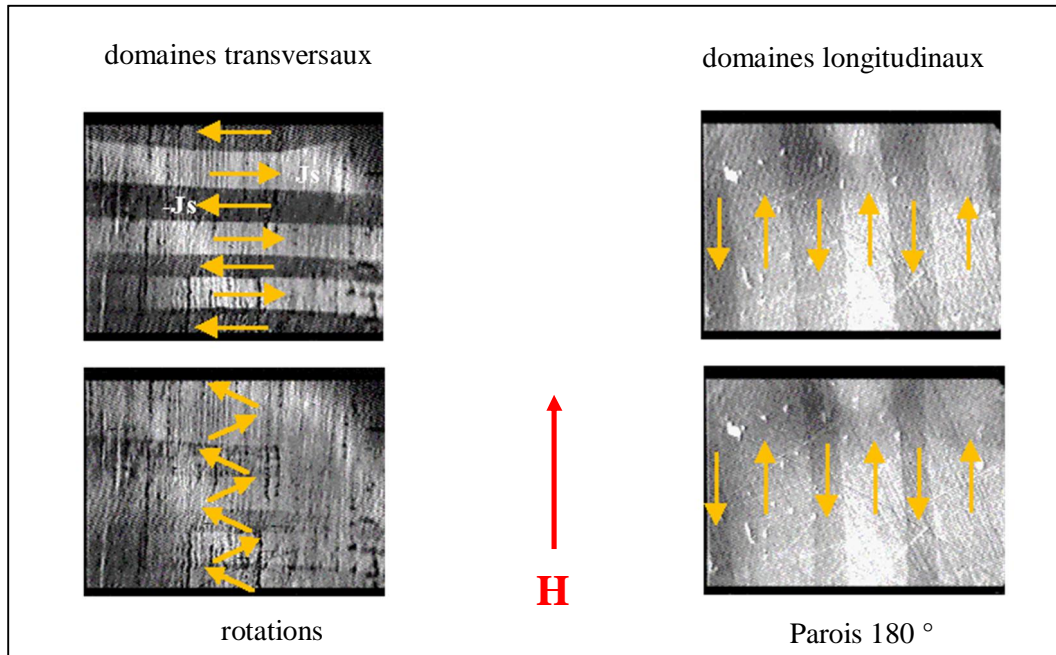 domaines transversaux
domaines longitudinaux
Js
-Js
H
rotations
Parois 180 °